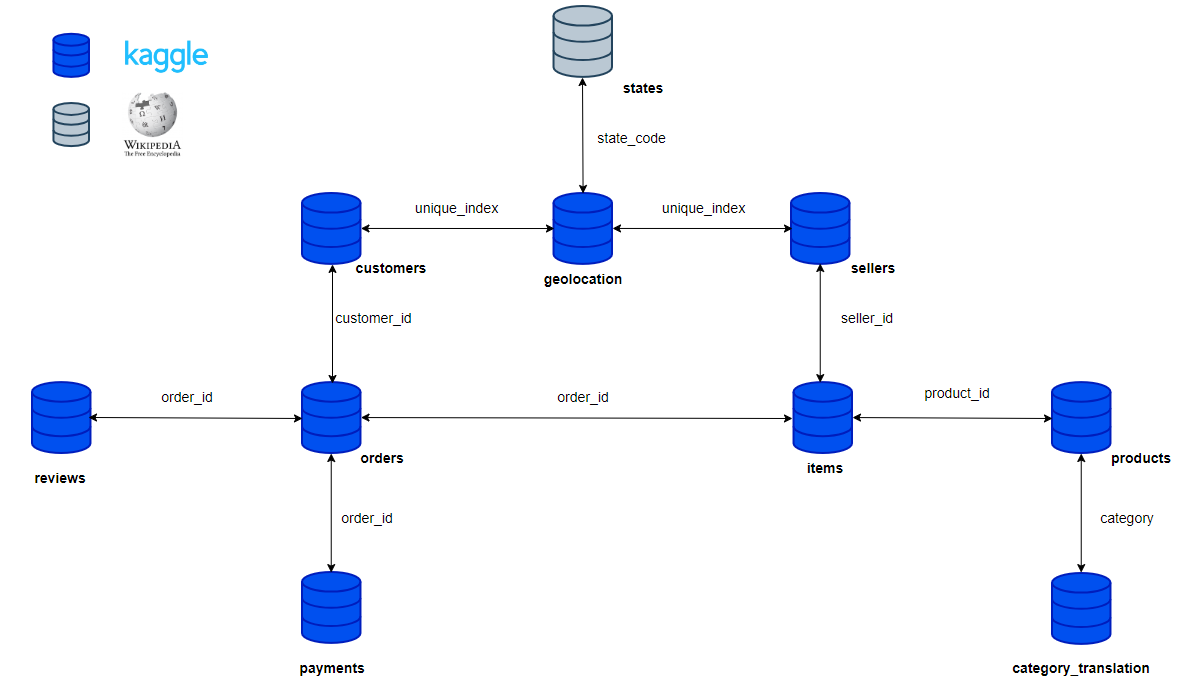 kaggle
WIKIPEDIA
The Free Encyclopedia
states
state_code
unique_index
unique_index
customers
geolocation
sellers
customer_id
seller_id
order_id
order_id
product_id
reviews
orders
items
products
order_id
category
payments
category_translation